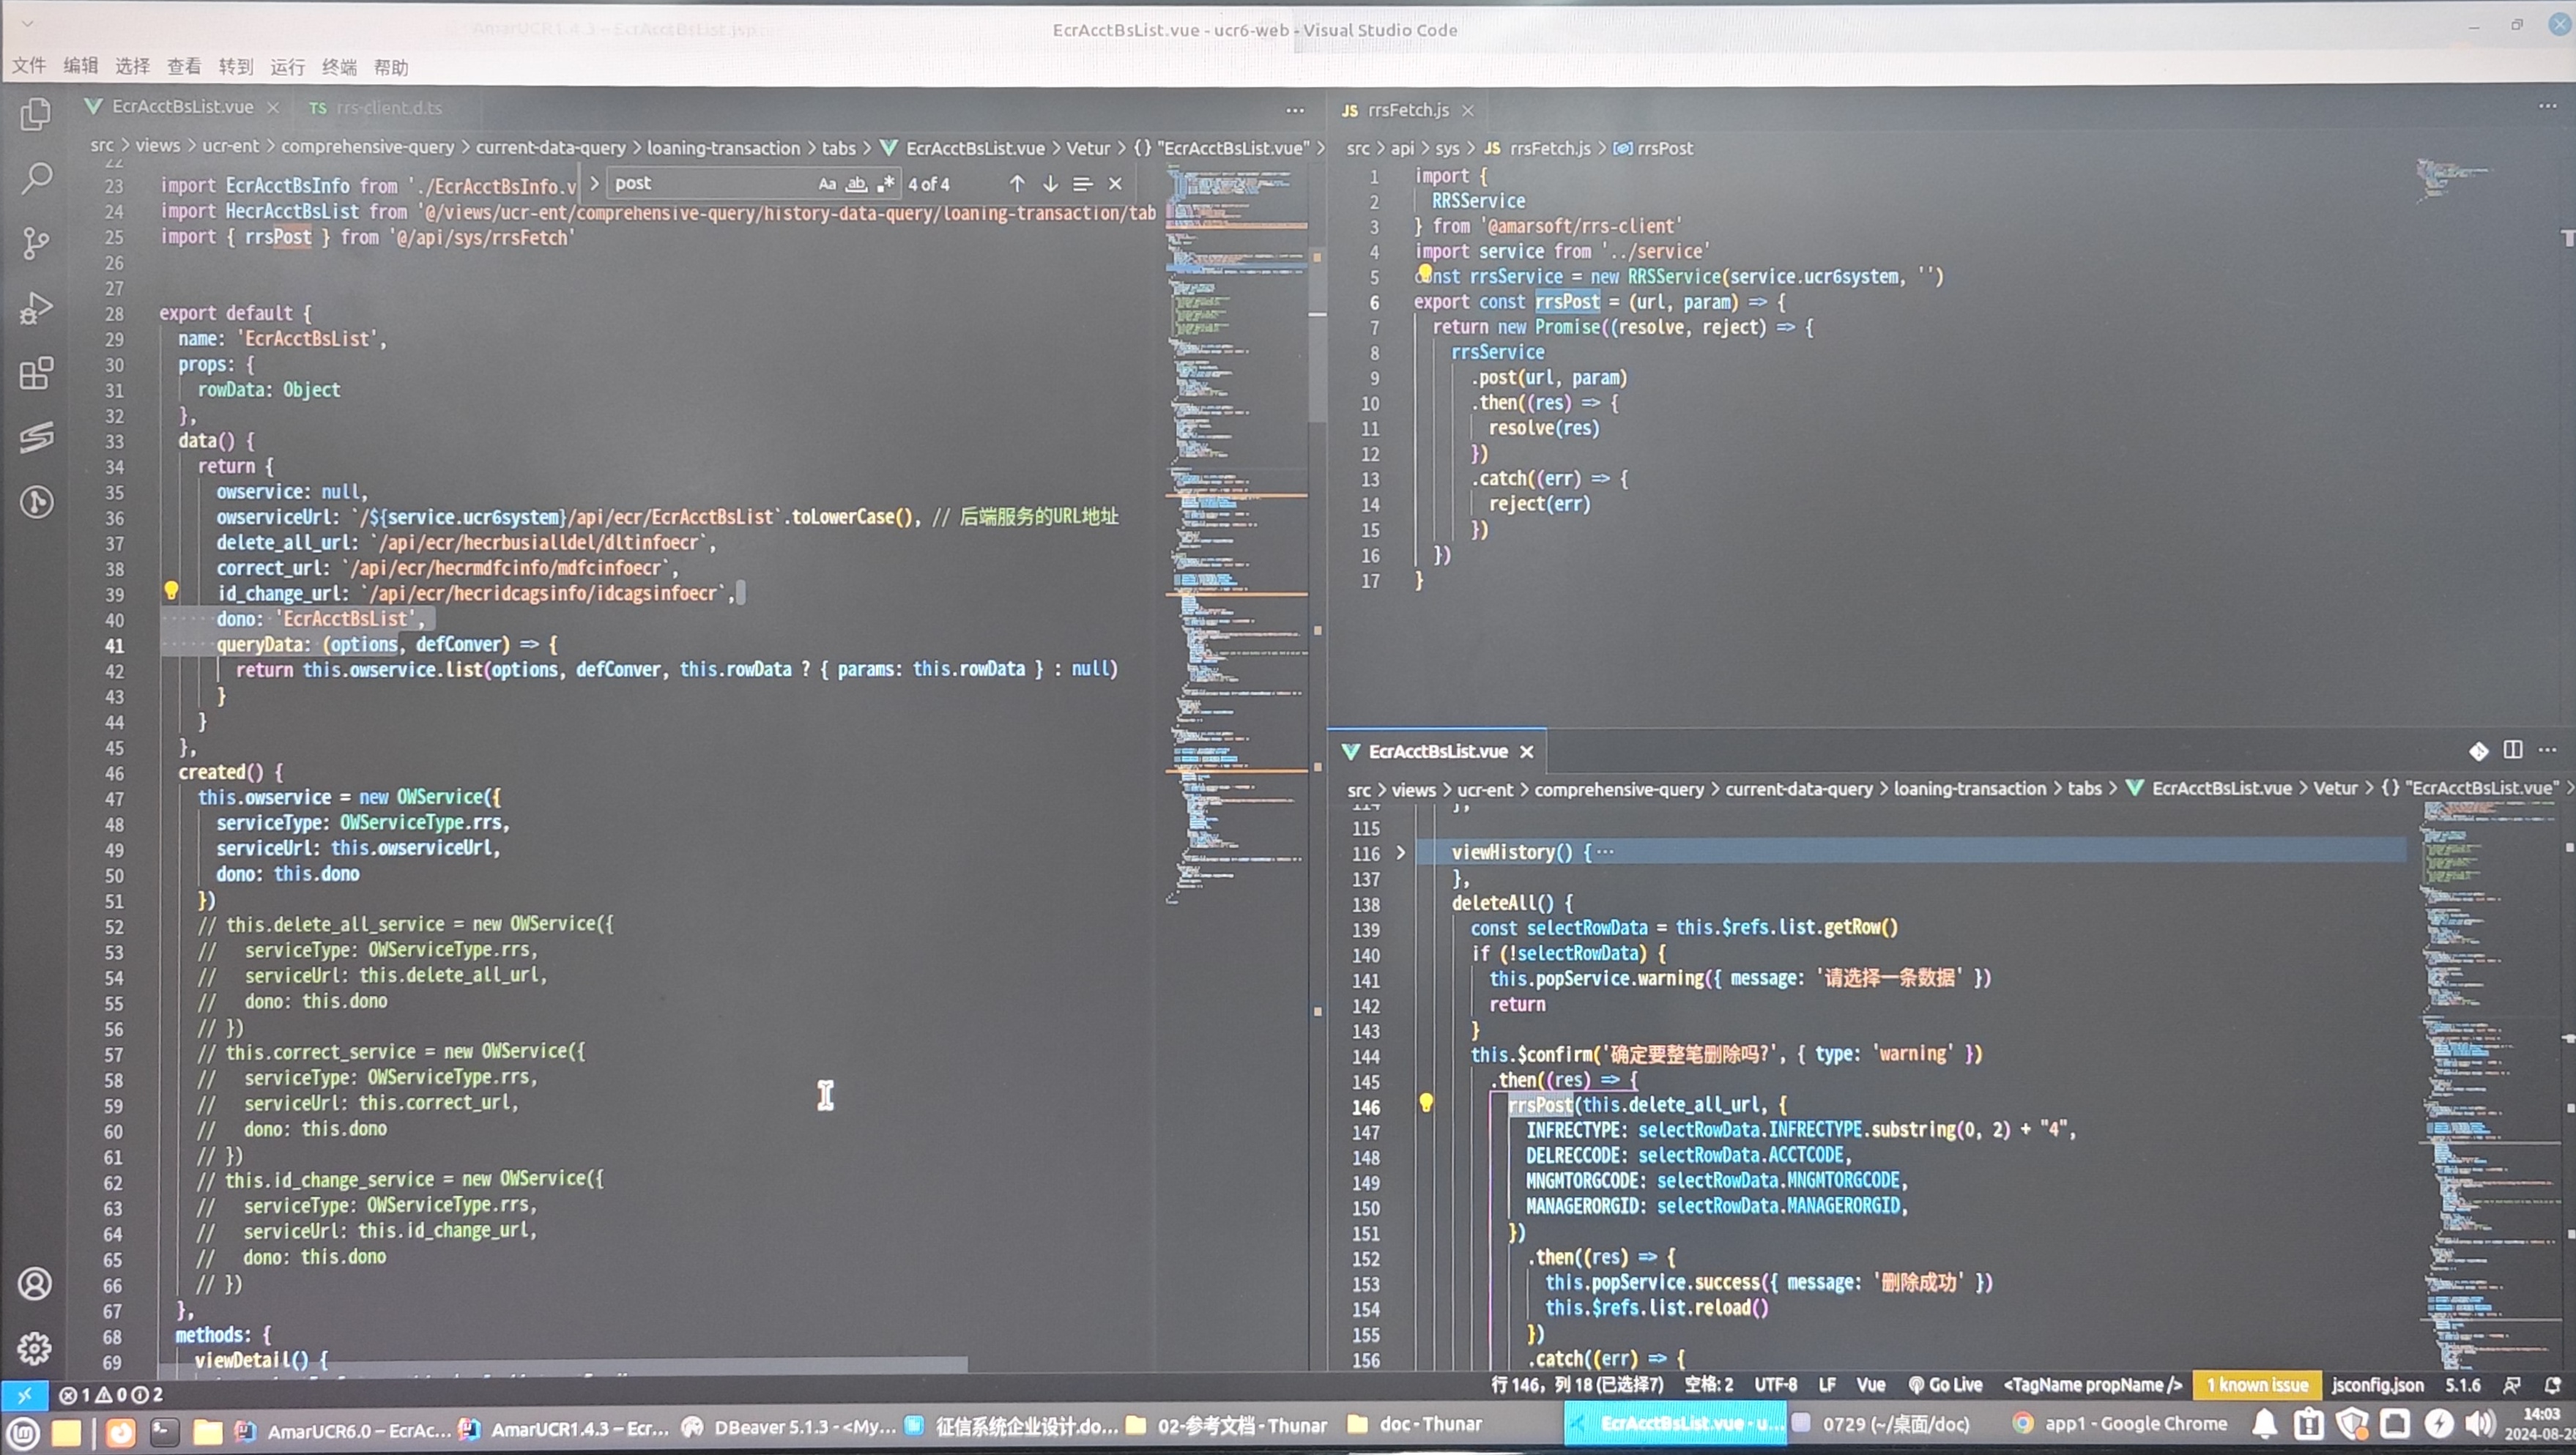 AmarUCR1.4.3 – EcrAcctBsList.jsp
EcrAcctBsList.vue - ucr6-web - Visual Studio Code
文件 编辑 选择 查看 转到 运行 终端 帮助
EcrAcctBsList.vue
TS rrs-client.d.ts
src > views > ucr-ent > comprehensive-query > current-data-query > loaning-transaction > tabs > EcrAcctBsList.vue > Vetur > {} "EcrAcctBsList.vue" >
post
Aa ab 4 of 4
22
23 import EcrAcctBsInfo from './EcrAcctBsInfo.v
24 import HecrAcctBsList from '@/views/ucr-ent/comprehensive-query/history-data-query/loaning-transaction/tab
25 import { rrsPost } from '@/api/sys/rrsFetch'
26
27
28 export default {
29 name: 'EcrAcctBsList',
30 props: {
31 rowData: Object
32 },
33 data() {
34 return {
35 owservice: null,
36 owserviceUrl: `/${service.ucr6system}/api/ecr/EcrAcctBsList`.toLowerCase(), // 后端服务的URL地址
37 delete_all_url: `/api/ecr/hecrbusialldel/dltinfoecr`,
38 correct_url: `/api/ecr/hecrmdfcinfo/mdfcinfoecr`,
39 id_change_url: `/api/ecr/hecridcagsinfo/idcagsinfoecr`,
40 dono: 'EcrAcctBsList',
41 queryData: (options, defConver) => {
42 return this.owservice.list(options, defConver, this.rowData ? { params: this.rowData } : null)
43 }
44 }
45 },
46 created() {
47 this.owservice = new OWService({
48 serviceType: OWServiceType.rrs,
49 serviceUrl: this.owserviceUrl,
50 dono: this.dono
51 })
52 // this.delete_all_service = new OWService({
53 // serviceType: OWServiceType.rrs,
54 // serviceUrl: this.delete_all_url,
55 // dono: this.dono
56 // })
57 // this.correct_service = new OWService({
58 // serviceType: OWServiceType.rrs,
59 // serviceUrl: this.correct_url,
60 // dono: this.dono
61 // })
62 // this.id_change_service = new OWService({
63 // serviceType: OWServiceType.rrs,
64 // serviceUrl: this.id_change_url,
65 // dono: this.dono
66 // })
67 },
68 methods: {
69 viewDetail() {
JS rrsFetch.js
src > api > sys > JS rrsFetch.js > rrsPost
1 import {
2 RRSService
3 } from '@amarsoft/rrs-client'
4 import service from '../service'
5 const rrsService = new RRSService(service.ucr6system, '')
6 export const rrsPost = (url, param) => {
7 return new Promise((resolve, reject) => {
8 rrsService
9 .post(url, param)
10 .then((res) => {
11 resolve(res)
12 })
13 .catch((err) => {
14 reject(err)
15 })
16 })
17 }
EcrAcctBsList.vue
src > views > ucr-ent > comprehensive-query > current-data-query > loaning-transaction > tabs > EcrAcctBsList.vue > Vetur > {} "EcrAcctBsList.vue" >
114 },
115
116 viewHistory() {⋯
137 },
138 deleteAll() {
139 const selectRowData = this.$refs.list.getRow()
140 if (!selectRowData) {
141 this.popService.warning({ message: '请选择一条数据' })
142 return
143 }
144 this.$confirm('确定要整笔删除吗?', { type: 'warning' })
145 .then((res) => {
146 rrsPost(this.delete_all_url, {
147 INFRECTYPE: selectRowData.INFRECTYPE.substring(0, 2) + "4",
148 DELRECCODE: selectRowData.ACCTCODE,
149 MNGMTORGCODE: selectRowData.MNGMTORGCODE,
150 MANAGERORGID: selectRowData.MANAGERORGID,
151 })
152 .then((res) => {
153 this.popService.success({ message: '删除成功' })
154 this.$refs.list.reload()
155 })
156 .catch((err) => {
1 0 2
行 146，列 18 (已选择7) 空格: 2 UTF-8 LF Vue Go Live <TagName propName /> 1 known issue jsconfig.json 5.1.6
AmarUCR6.0 – EcrAc... AmarUCR1.4.3 – Ecr... DBeaver 5.1.3 - <My... 征信系统企业设计.do... 02-参考文档 - Thunar doc - Thunar EcrAcctBsList.vue - u... 0729 (~/桌面/doc) app1 - Google Chrome
14:03
2024-08-2